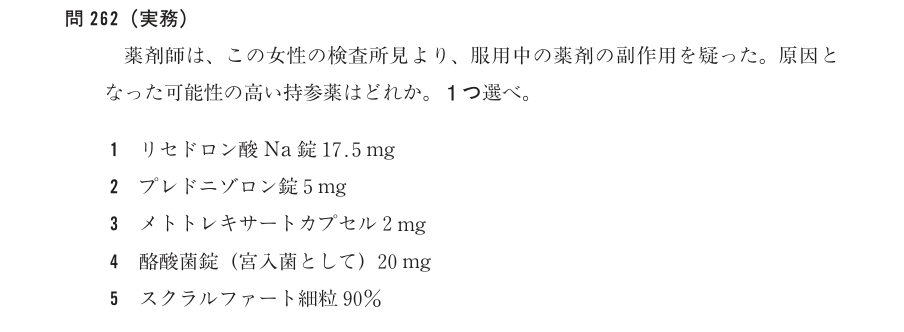 問262（実務）
薬剤師は、この女性の検査所見より、服用中の薬剤の副作用を疑った。原因と
なった可能性の高い持参薬はどれか。1つ選べ。
1 リセドロン酸 Na 錠 17.5 mg
2 プレドニゾロン錠 5 mg
3 メトトレキサートカプセル 2 mg
4 酪酸菌錠（宮入菌として）20 mg
5 スクラルファート細粒 90%